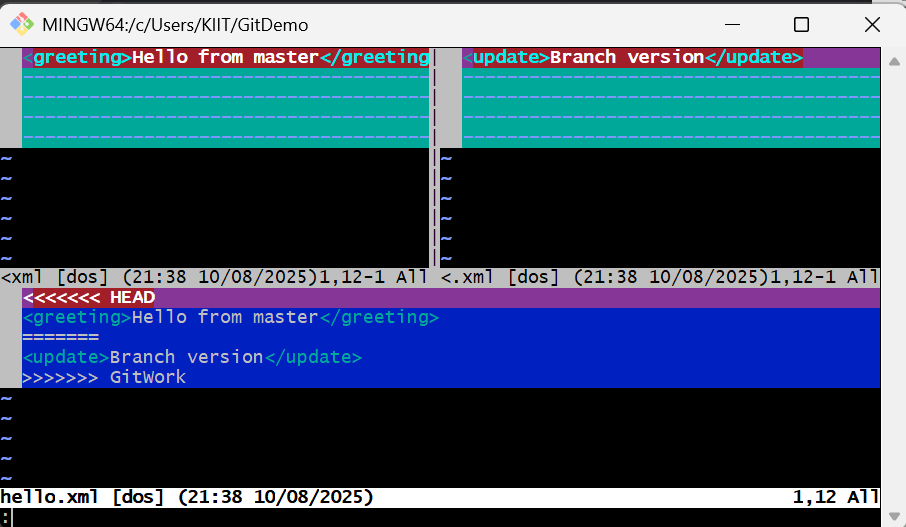 MINGW64:/c/Users/KIIT/GitDemo
<greeting>Hello from master</greeting
<update>Branch version</update>
--------------------------------------
--------------------------------------
--------------------------------------
--------------------------------------
--------------------------------------
--------------------------------------
--------------------------------------
--------------------------------------
~
~
~
~
~
~
~
~
~
~
~
~
<xml [dos] (21:38 10/08/2025)1,12-1 All
<.xml [dos] (21:38 10/08/2025)1,12-1 All
<<<<<<< HEAD
<greeting>Hello from master</greeting>
=======
<update>Branch version</update>
>>>>>>> GitWork
~
~
~
~
~
hello.xml [dos] (21:38 10/08/2025) 1,12 All
: